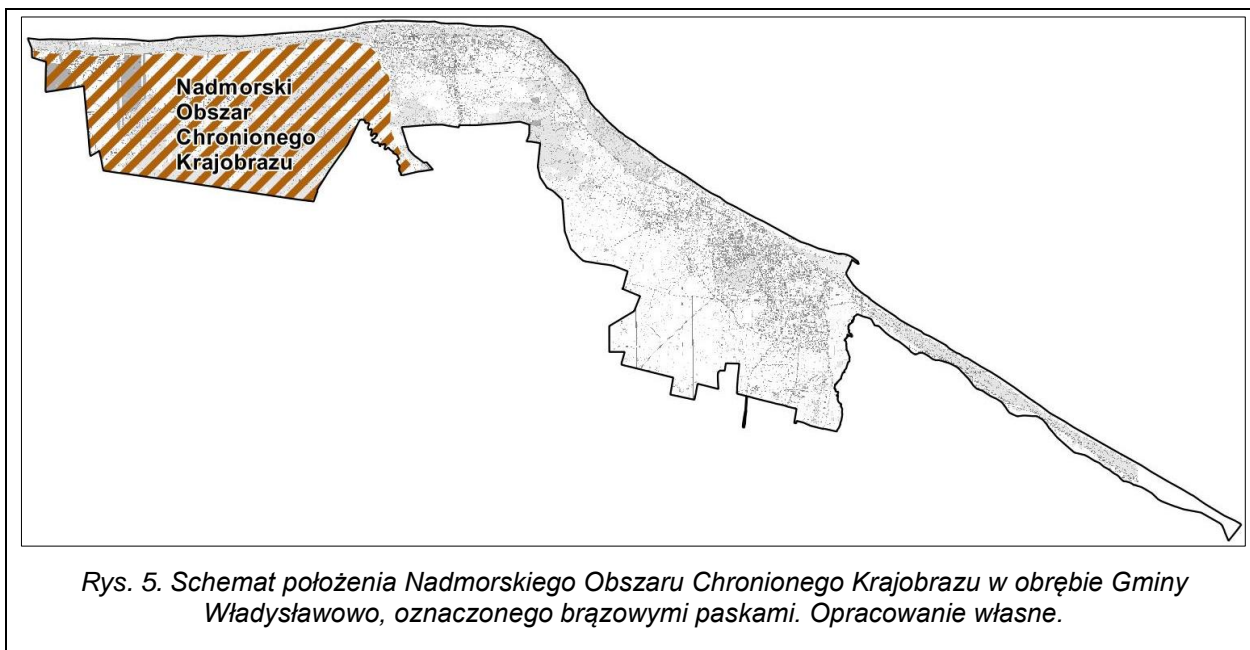 Nadmorski
Obszar
Chronionego
Krajobrazu
Rys. 5. Schemat położenia Nadmorskiego Obszaru Chronionego Krajobrazu w obrębie Gminy
Władysławowo, oznaczonego brązowymi paskami. Opracowanie własne.